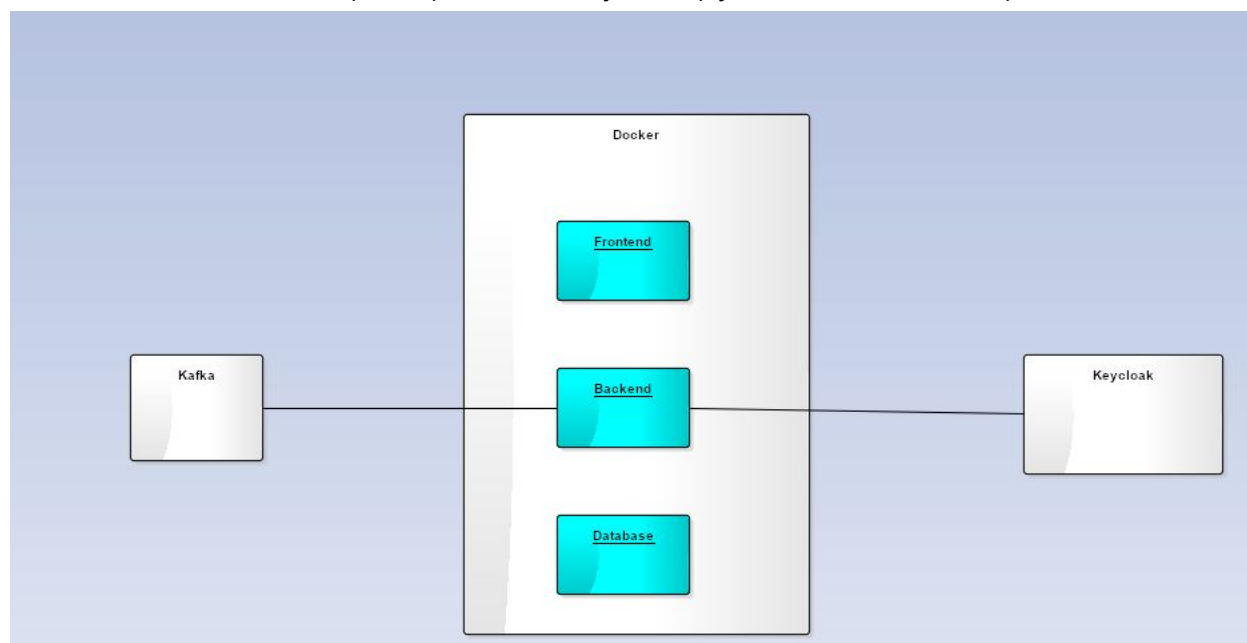 Docker
Frontend
Kafka
Backend
Keycloak
Database